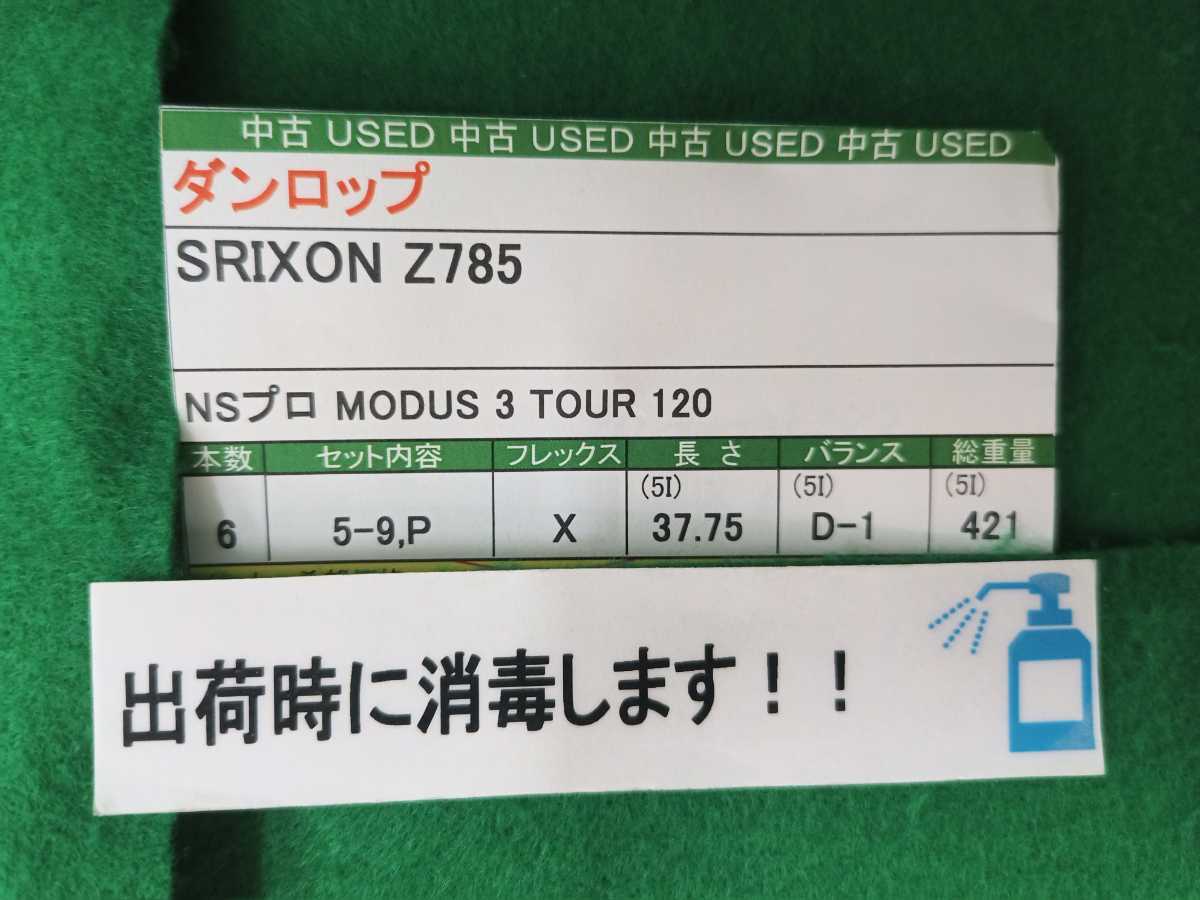 中古 USED 中古 USED 中古 USED 中古 USED
ダンロップ
SRIXON Z785
NSプロ MODUS 3 TOUR 120
本数 セット内容 フレックス 長 さ バランス 総重量
(5I) (5I) (5I)
6 5-9,P X 37.75 D-1 421
出荷時に消毒します！！